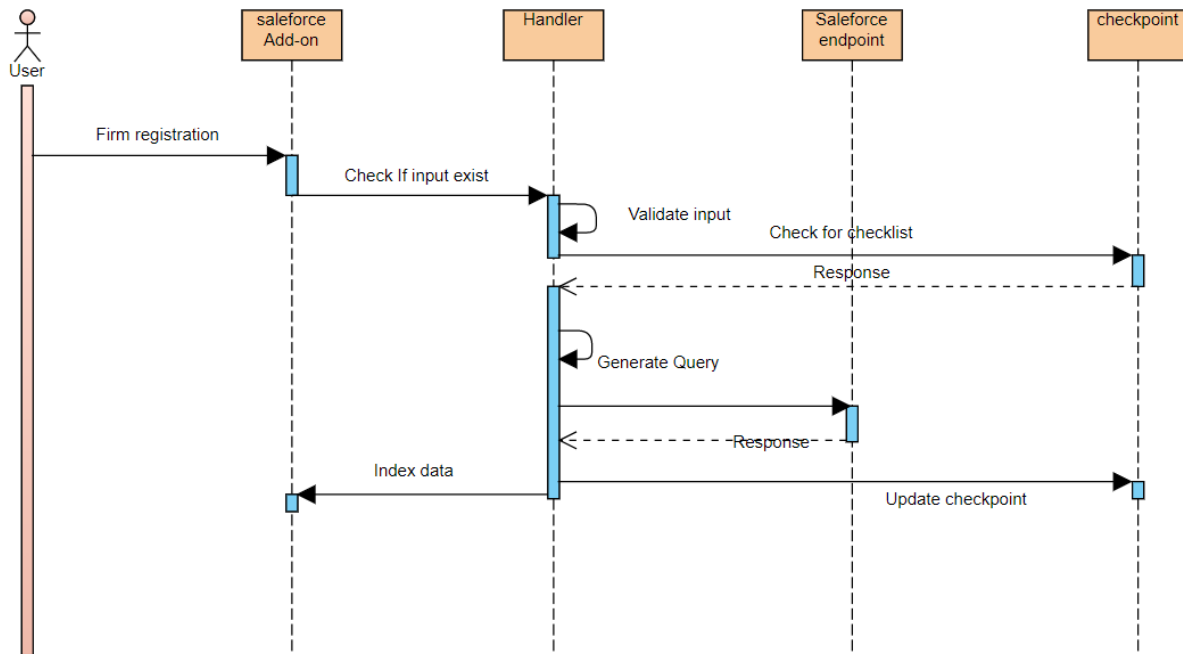 saleforce
Add-on
Handler
Saleforce
endpoint
checkpoint
User
Firm registration
Check If input exist
Validate input
Check for checklist
Response
Generate Query
Response
Index data
Update checkpoint